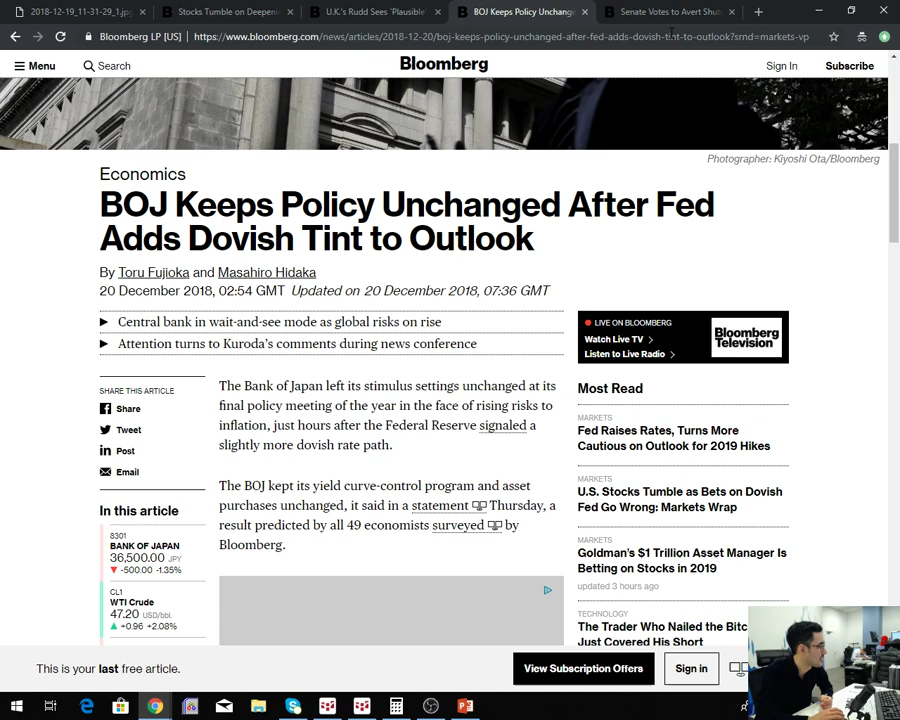 2018-12-19_11-31-29_1.jpg
Stocks Tumble on Deepeni
U.K.'s Rudd Sees 'Plausible'
BOJ Keeps Policy Unchange
Senate Votes to Avert Shut
Bloomberg LP [US]
https://www.bloomberg.com/news/articles/2018-12-20/boj-keeps-policy-unchanged-after-fed-adds-dovish-tint-to-outlook?srnd=markets-vp
Menu
Search
Bloomberg
Sign In
Subscribe
Photographer: Kiyoshi Ota/Bloomberg
Economics
BOJ Keeps Policy Unchanged After Fed
Adds Dovish Tint to Outlook
By Toru Fujioka and Masahiro Hidaka
20 December 2018, 02:54 GMT Updated on 20 December 2018, 07:36 GMT
Central bank in wait-and-see mode as global risks on rise
Attention turns to Kuroda's comments during news conference
SHARE THIS ARTICLE
Share
Tweet
Post
Email
In this article
8301
BANK OF JAPAN
36,500.00 JPY
▼ -500.00 -1.35%
CL1
WTI Crude
47.20 USD/bbl.
▲ +0.96 +2.08%
The Bank of Japan left its stimulus settings unchanged at its
final policy meeting of the year in the face of rising risks to
inflation, just hours after the Federal Reserve signaled a
slightly more dovish rate path.
The BOJ kept its yield curve-control program and asset
purchases unchanged, it said in a statement Thursday, a
result predicted by all 49 economists surveyed by
Bloomberg.
LIVE ON BLOOMBERG
Watch Live TV
Listen to Live Radio
Bloomberg
Television
Most Read
MARKETS
Fed Raises Rates, Turns More
Cautious on Outlook for 2019 Hikes
MARKETS
U.S. Stocks Tumble as Bets on Dovish
Fed Go Wrong: Markets Wrap
MARKETS
Goldman's $1 Trillion Asset Manager Is
Betting on Stocks in 2019
updated 3 hours ago
TECHNOLOGY
The Trader Who Nailed the Bitc
Just Covered His Short
This is your last free article.
View Subscription Offers
Sign in